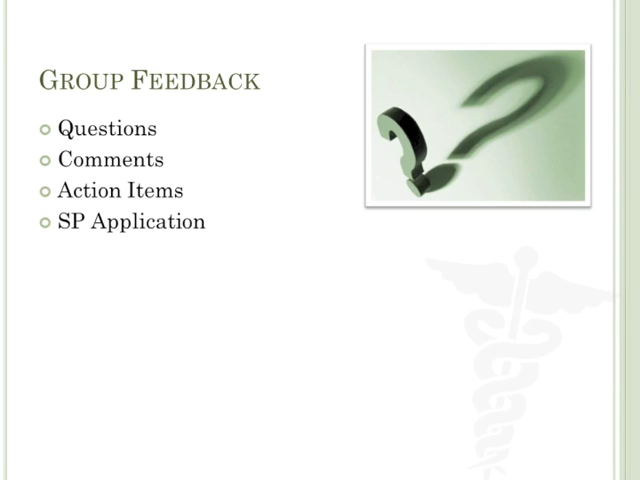 Group Feedback
Questions
Comments
Action Items
SP Application